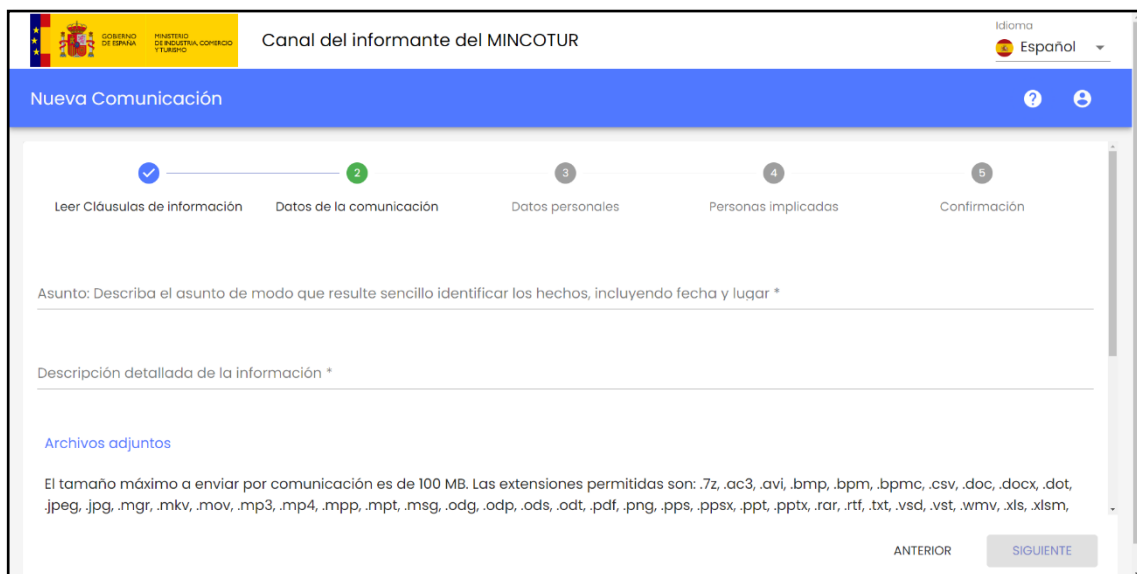 GOBIERNO
DE ESPAÑA
MINISTERIO
DE INDUSTRIA, COMERCIO
Y TURISMO
Canal del informante del MINCOTUR
Idioma
Español
Nueva Comunicación
?
2
3
4
5
Leer Cláusulas de información
Datos de la comunicación
Datos personales
Personas implicadas
Confirmación
Asunto: Describa el asunto de modo que resulte sencillo identificar los hechos, incluyendo fecha y lugar *
Descripción detallada de la información *
Archivos adjuntos
El tamaño máximo a enviar por comunicación es de 100 MB. Las extensiones permitidas son: .7z, .ac3, .avi, .bmp, .bpm, .bpmc, .csv, .doc, .docx, .dot,
.jpeg, .jpg, .mgr, .mkv, .mov, .mp3, .mp4, .mpp, .mpt, .msg, .odg, .odp, .ods, .odt, .pdf, .png, .pps, .ppsx, .ppt, .pptx, .rar, .rtf, .txt, .vsd, .vst, .wmv, .xls, .xlsm,
ANTERIOR
SIGUIENTE